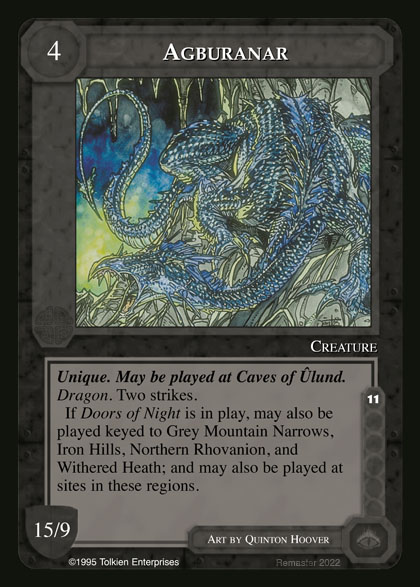 4
AGBURANAR
CREATURE
Unique. May be played at Caves of Ûlund.
Dragon. Two strikes.
If Doors of Night is in play, may also be
played keyed to Grey Mountain Narrows,
Iron Hills, Northern Rhovanion, and
Withered Heath; and may also be played at
sites in these regions.
11
15/9
ART BY QUINTON HOOVER
©1995 Tolkien Enterprises
Remaster 2022